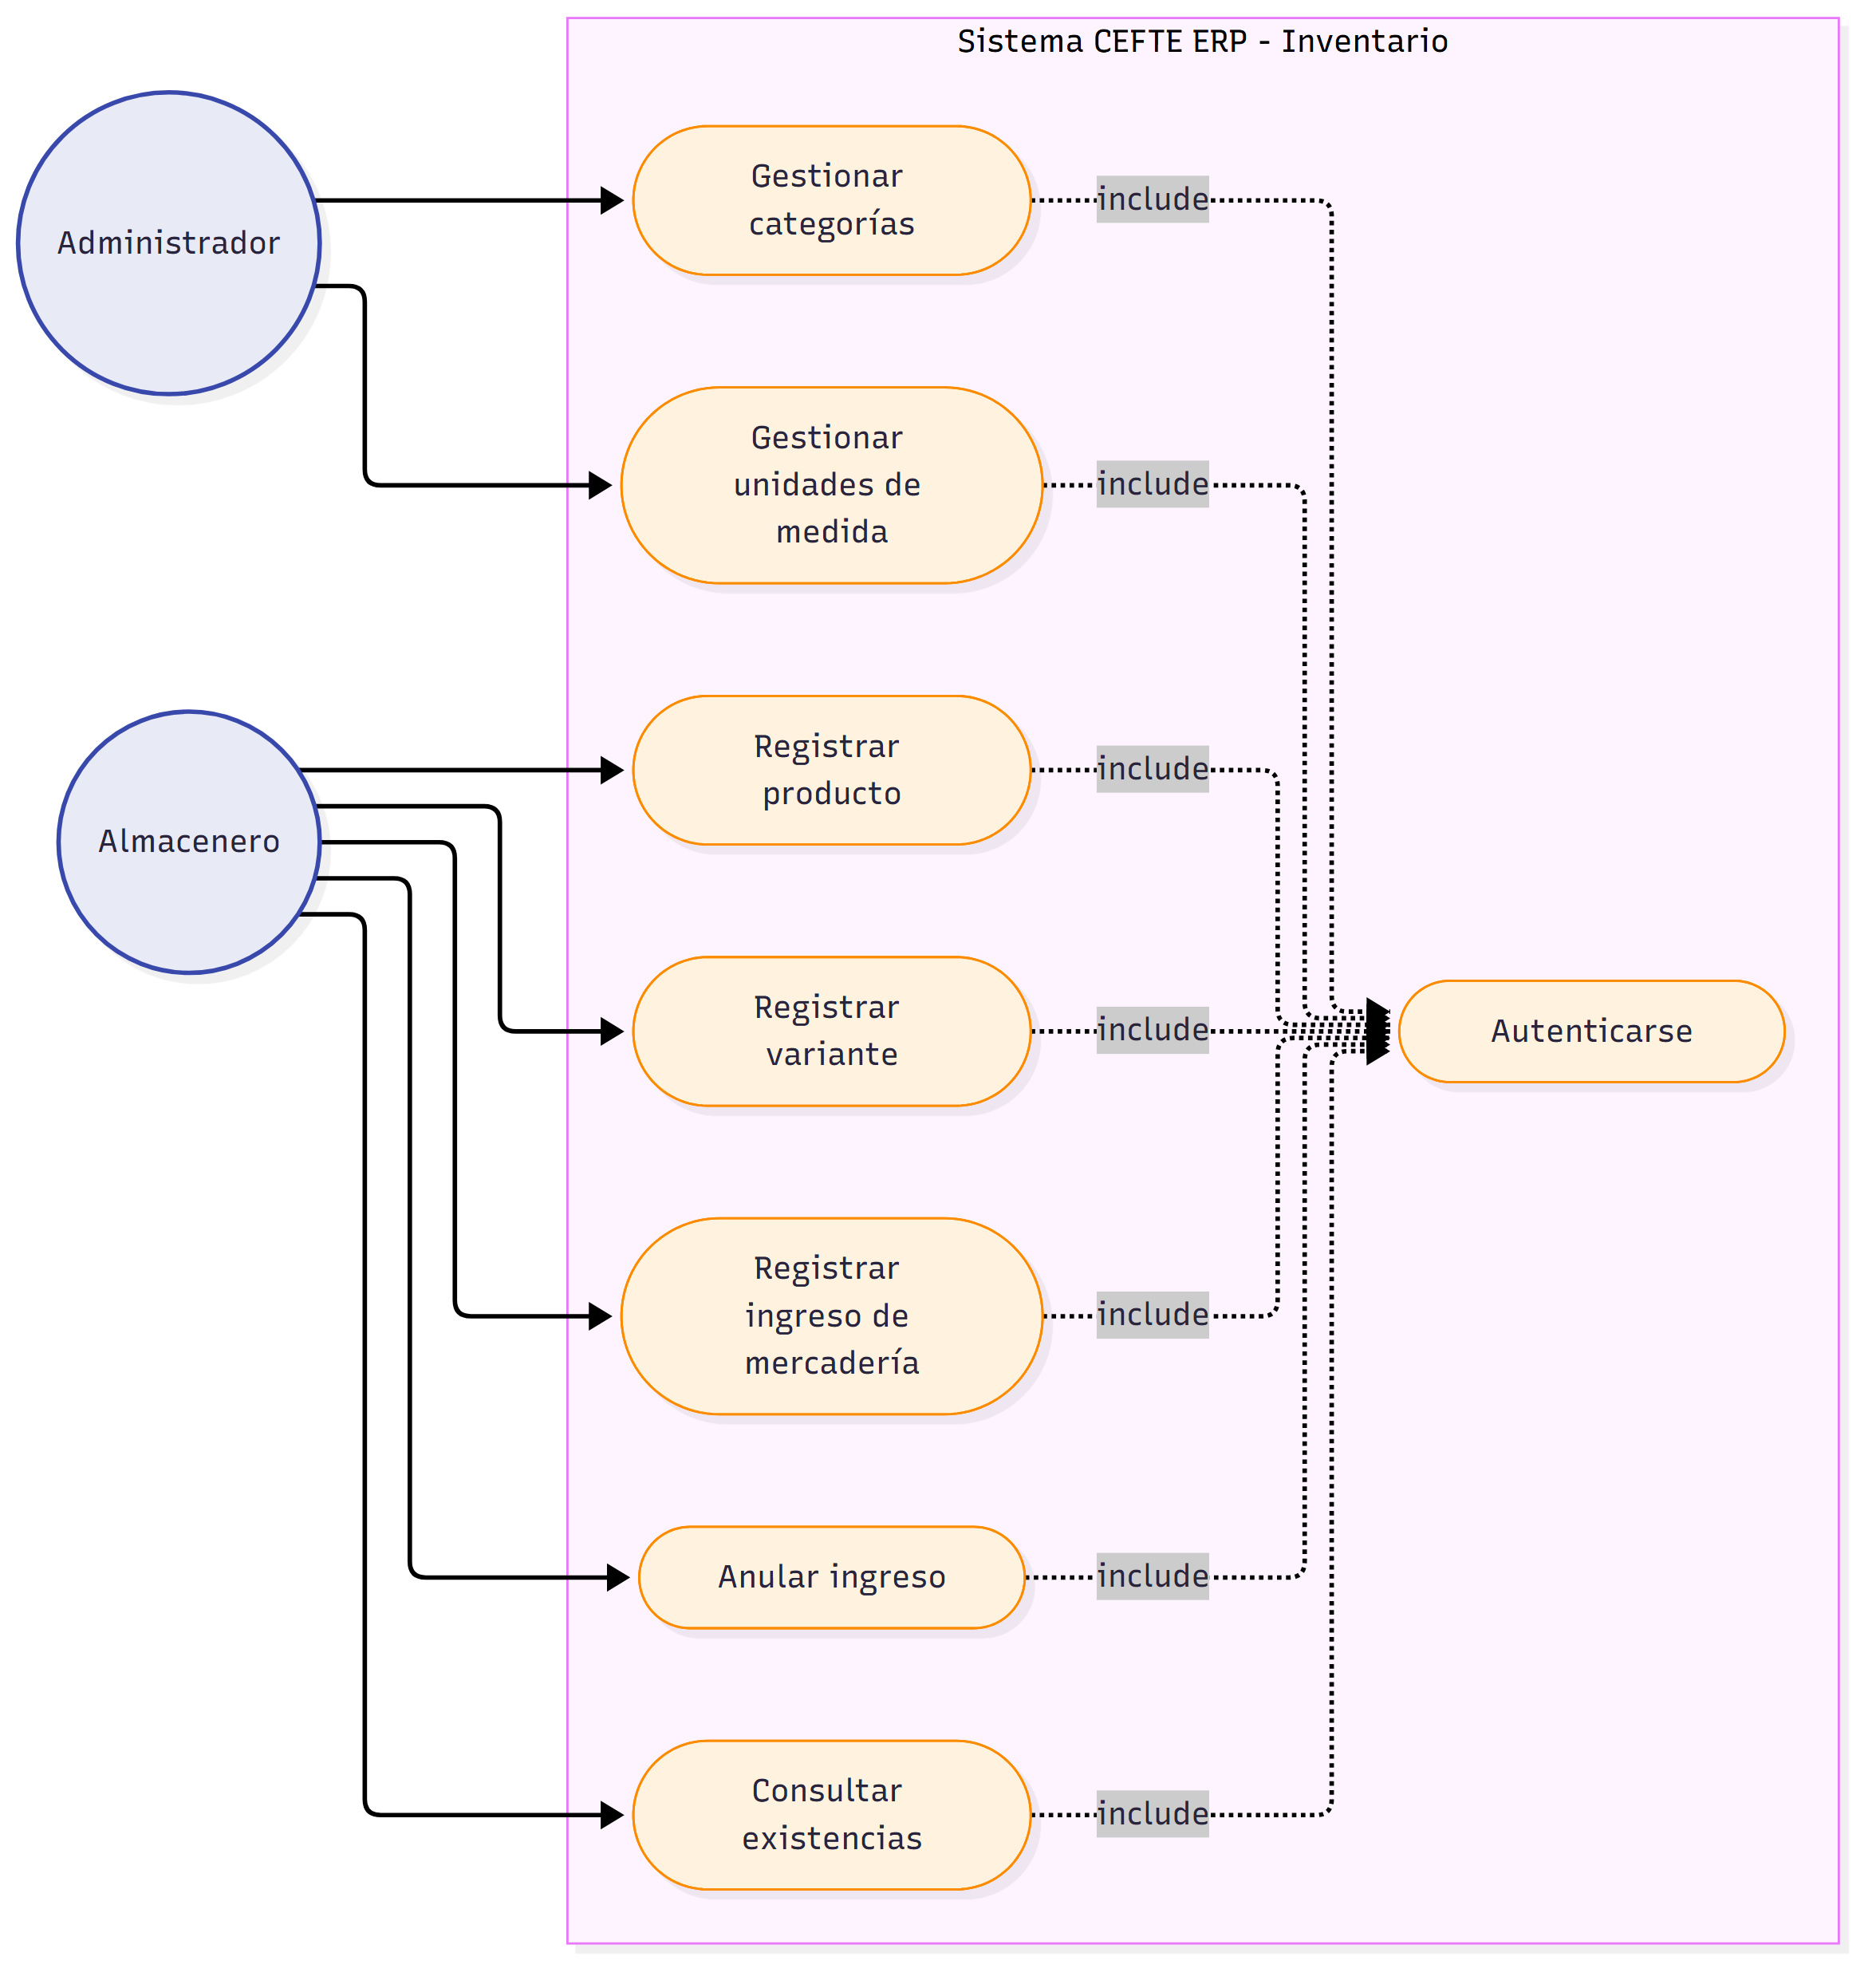 Sistema CEFTE ERP - Inventario
Administrador
Gestionar
categorías
include
Gestionar
unidades de
medida
include
Almacenero
Registrar
producto
include
Registrar
variante
include
Autenticarse
Registrar
ingreso de
mercadería
include
Anular ingreso
include
Consultar
existencias
include